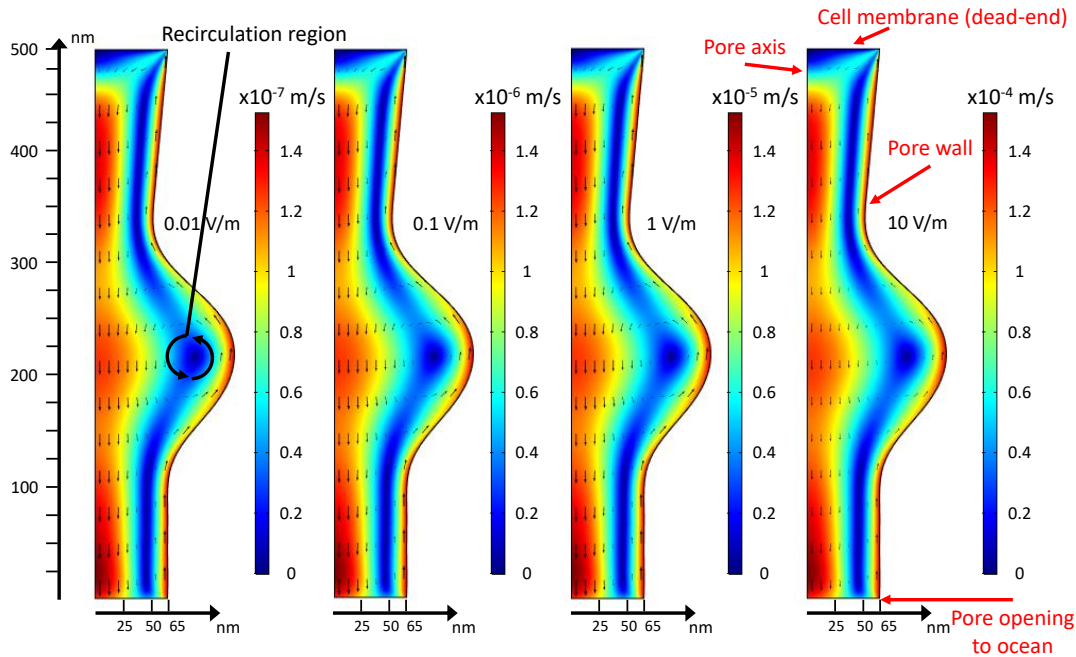 nm
Recirculation region
Cell membrane (dead-end)
Pore axis
500
400
300
200
100
x10⁻⁷ m/s
1.4
1.2
1
0.8
0.6
0.4
0.2
0
0.01 V/m
x10⁻⁶ m/s
1.4
1.2
1
0.8
0.6
0.4
0.2
0
0.1 V/m
x10⁻⁵ m/s
1.4
1.2
1
0.8
0.6
0.4
0.2
0
1 V/m
x10⁻⁴ m/s
1.4
1.2
1
0.8
0.6
0.4
0.2
0
Pore wall
10 V/m
25 50 65 nm
25 50 65 nm
25 50 65 nm
25 50 65 nm
Pore opening
to ocean